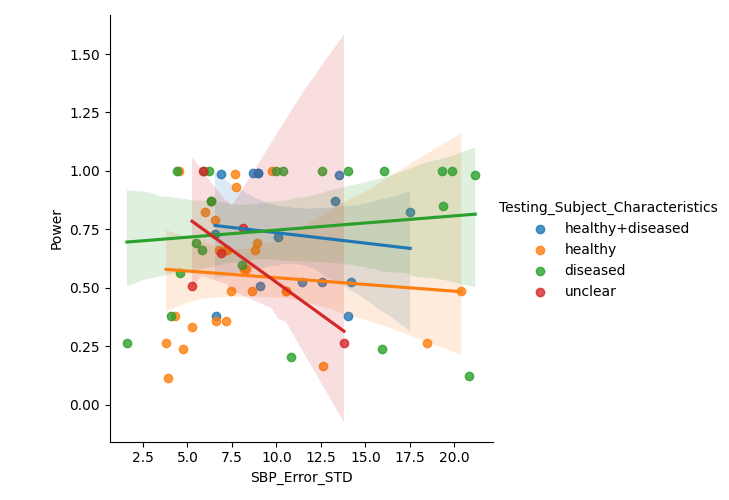 1.50
1.25
1.00
0.75
0.50
0.25
0.00
Power
2.5 5.0 7.5 10.0 12.5 15.0 17.5 20.0
SBP_Error_STD
Testing_Subject_Characteristics
healthy+diseased
healthy
diseased
unclear